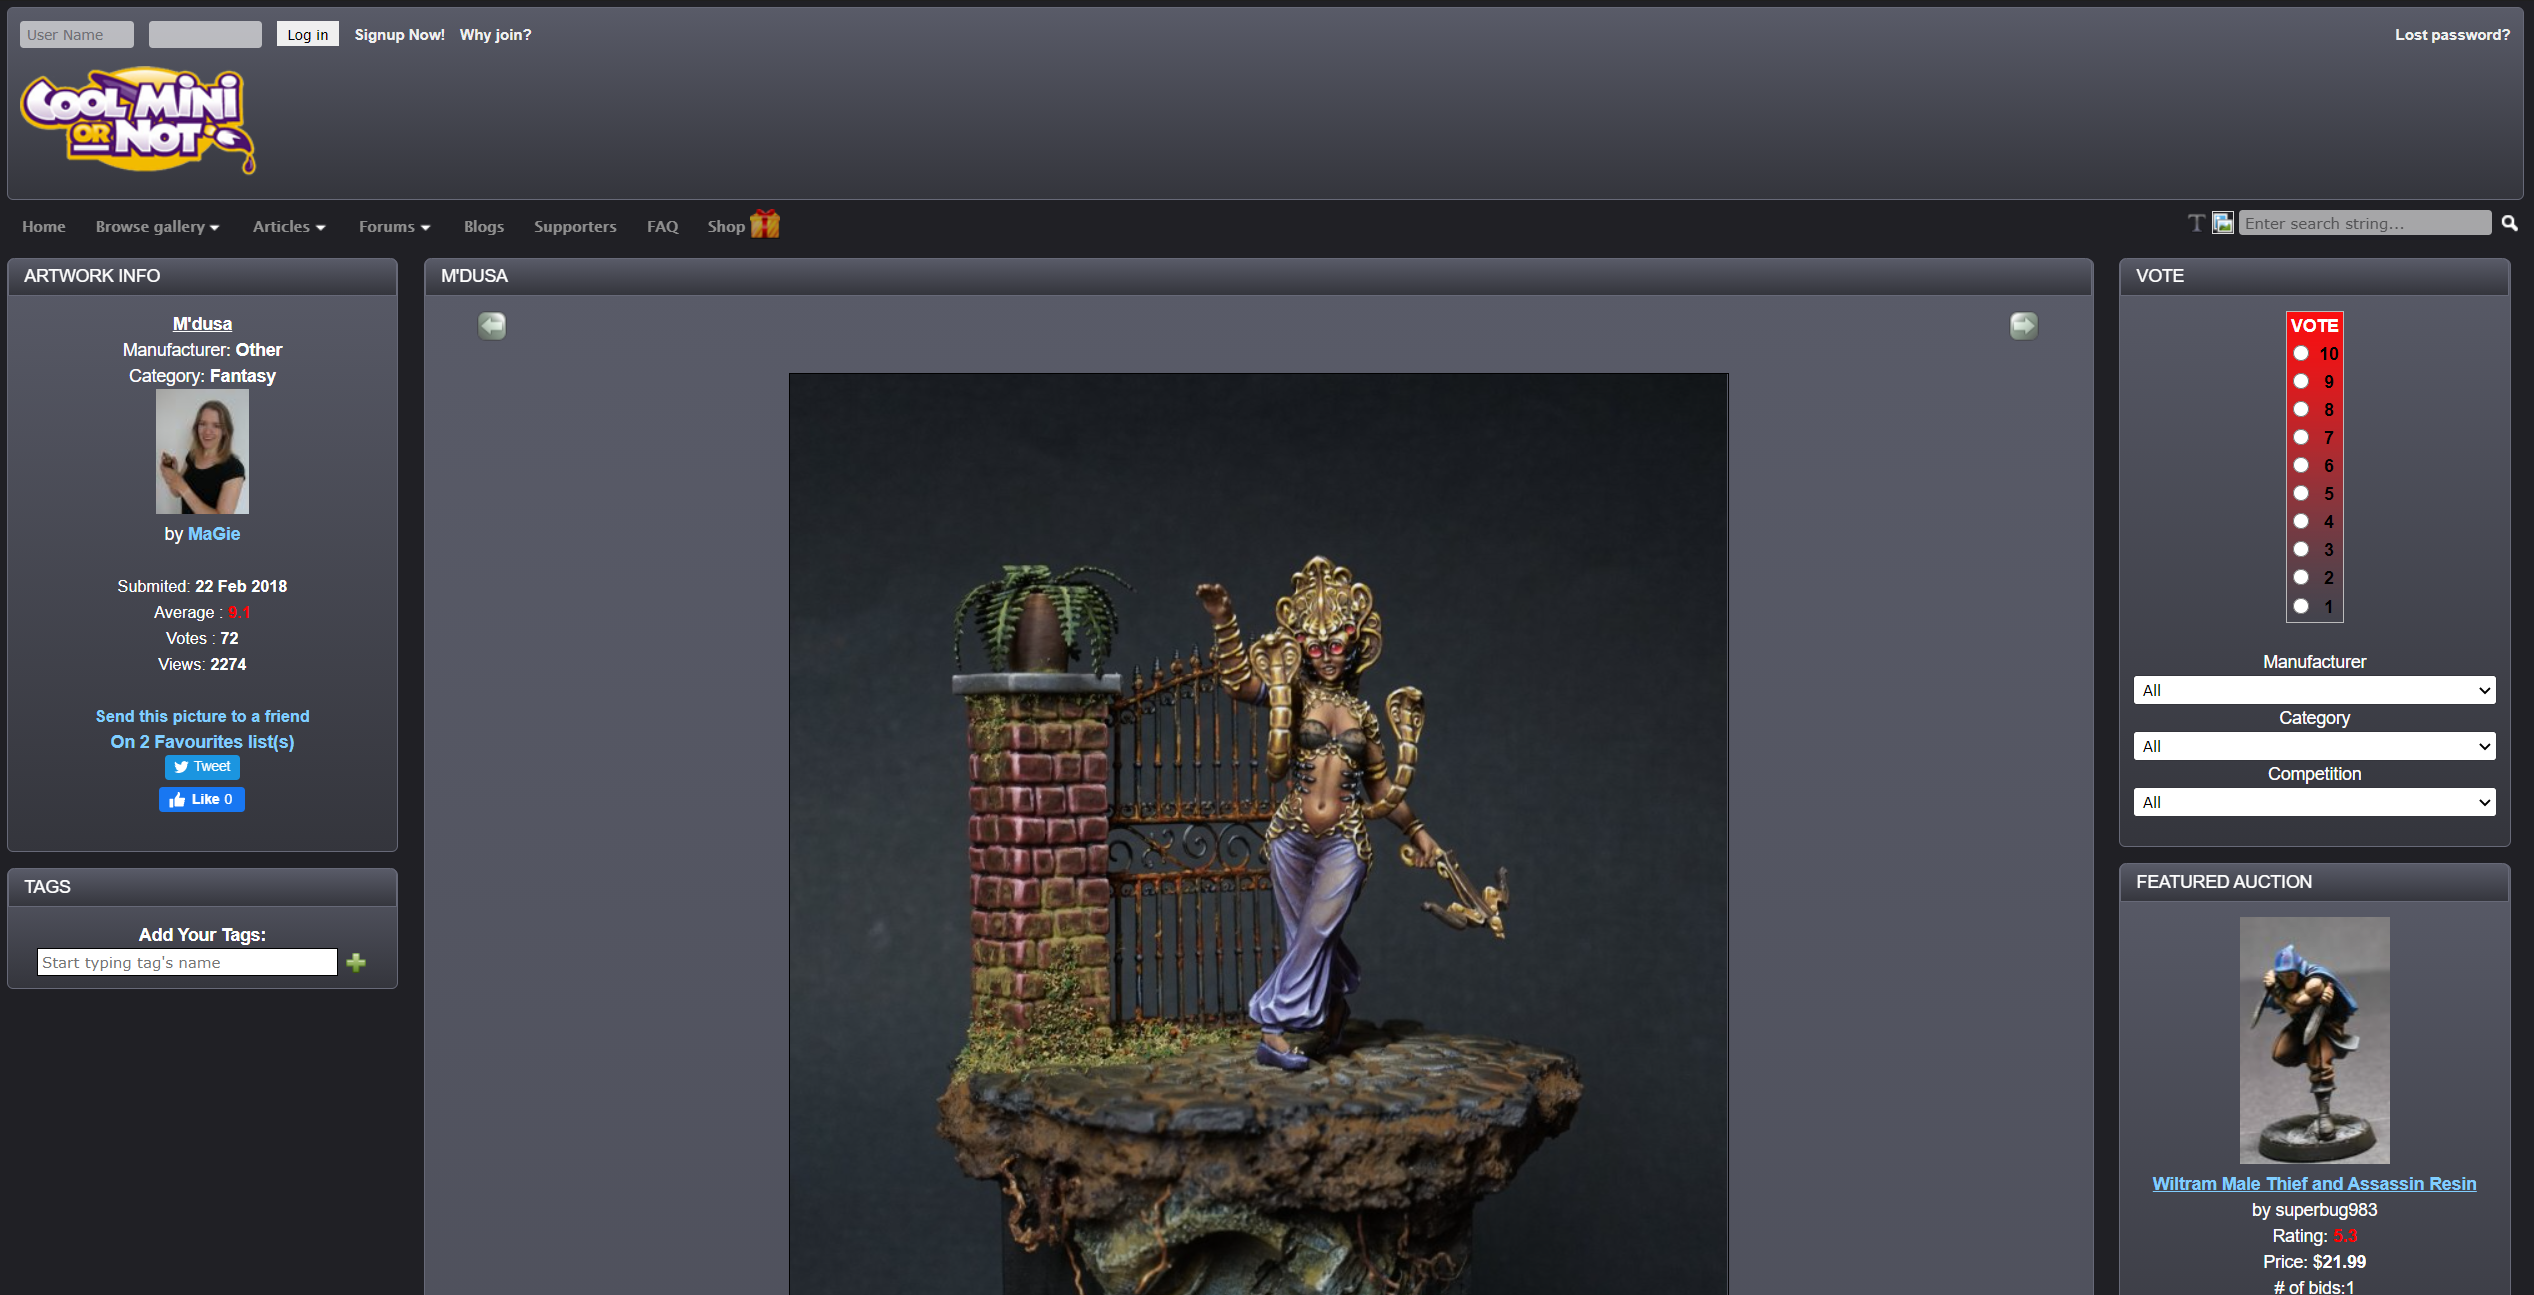 User Name
Log in
Signup Now!
Why join?
Lost password?
COOL MINI
OR NOT
Home
Browse gallery
Articles
Forums
Blogs
Supporters
FAQ
Shop
T
Enter search string...
ARTWORK INFO
M'dusa
Manufacturer: Other
Category: Fantasy
by MaGie
Submited: 22 Feb 2018
Average : 9.1
Votes : 72
Views: 2274
Send this picture to a friend
On 2 Favourites list(s)
Tweet
Like 0
TAGS
Add Your Tags:
Start typing tag's name
M'DUSA
VOTE
VOTE
10
9
8
7
6
5
4
3
2
1
Manufacturer
All
Category
All
Competition
All
FEATURED AUCTION
Wiltram Male Thief and Assassin Resin
by superbug983
Rating: 5.3
Price: $21.99
# of bids:1